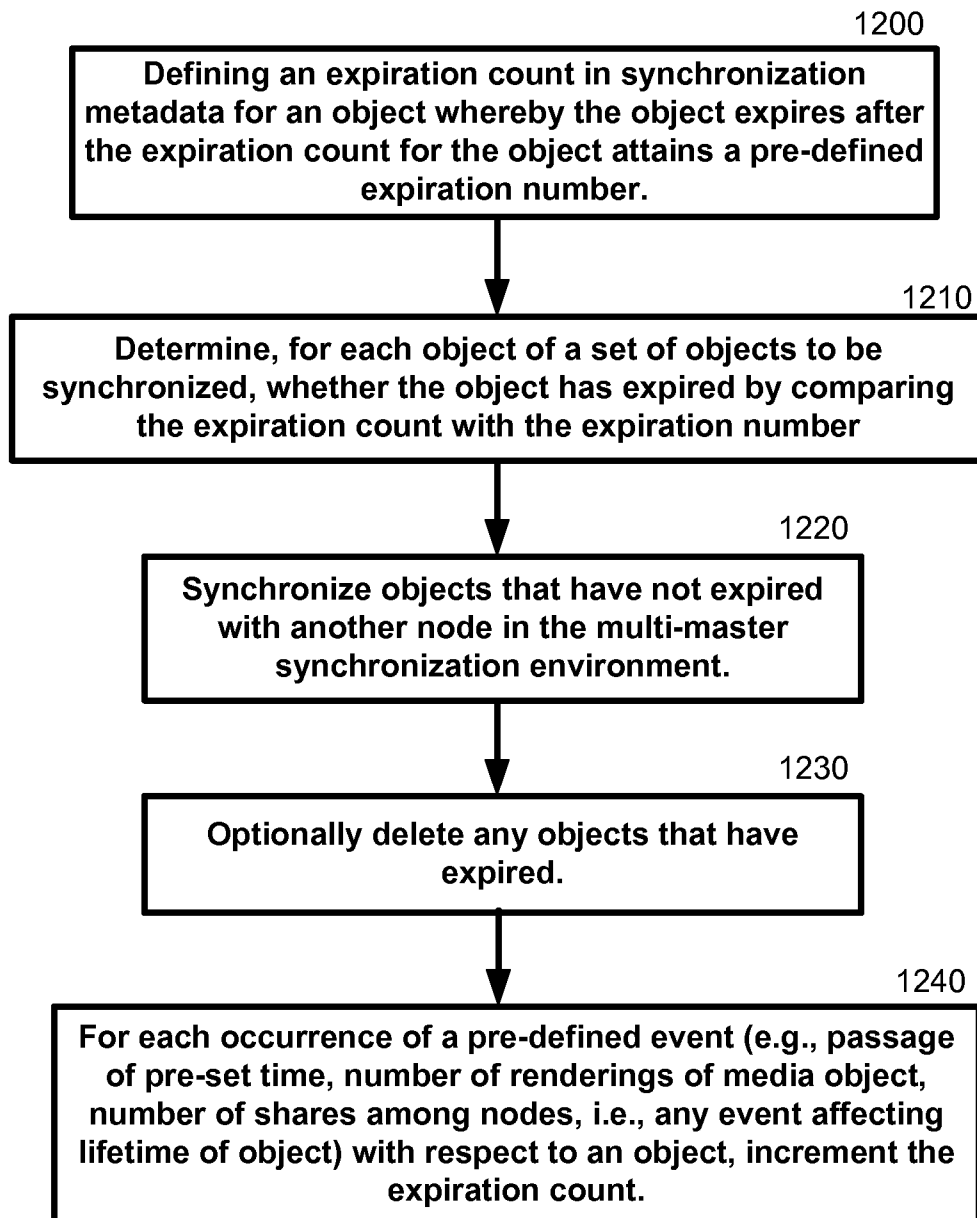 1200
Defining an expiration count in synchronization
metadata for an object whereby the object expires after
the expiration count for the object attains a pre-defined
expiration number.
1210
Determine, for each object of a set of objects to be
synchronized, whether the object has expired by comparing
the expiration count with the expiration number
1220
Synchronize objects that have not expired
with another node in the multi-master
synchronization environment.
1230
Optionally delete any objects that have
expired.
1240
For each occurrence of a pre-defined event (e.g., passage
of pre-set time, number of renderings of media object,
number of shares among nodes, i.e., any event affecting
lifetime of object) with respect to an object, increment the
expiration count.